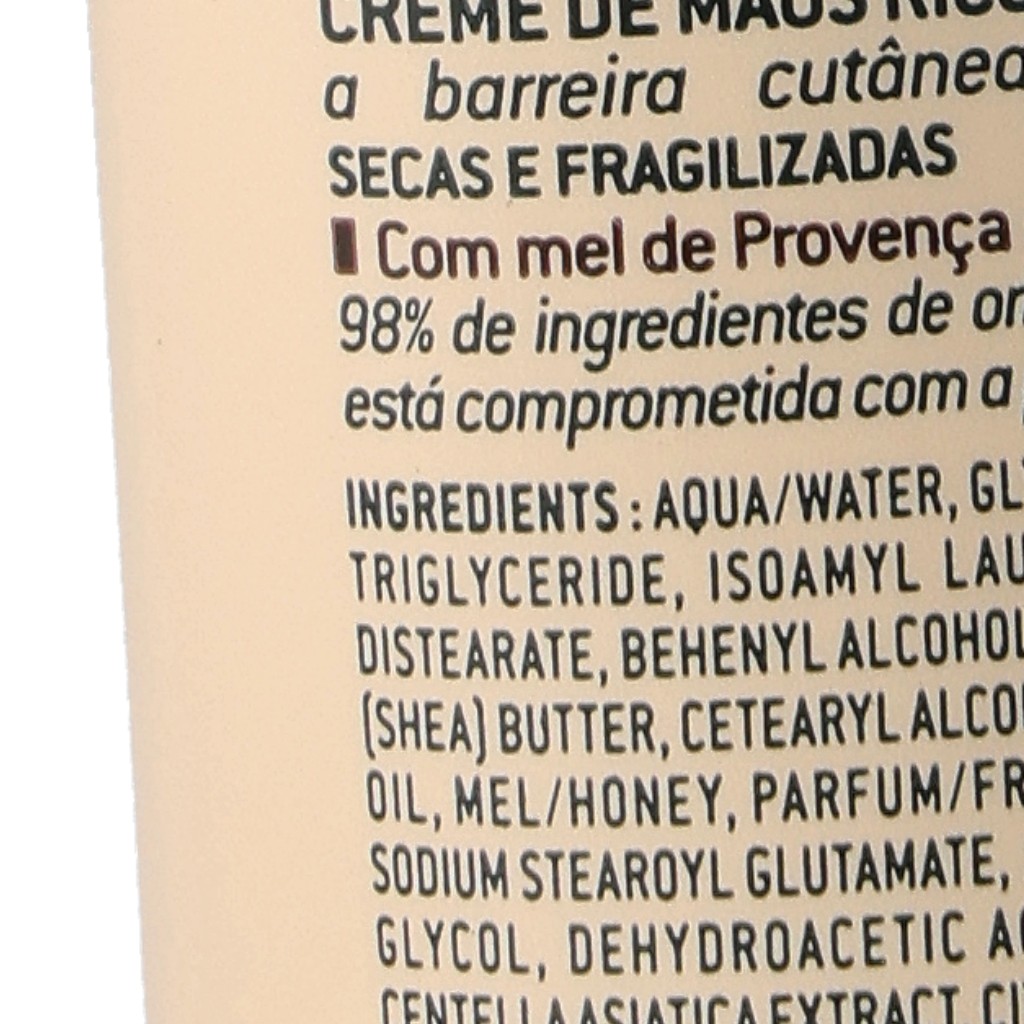 CRÈME DE MÃOS
a barreira cutânea
SECAS E FRAGILIZADAS
Com mel de Provença
98% de ingredientes de
está comprometida com a
INGREDIENTS : AQUA/WATER,
TRIGLYCERIDE, ISOAMYL
DISTEARATE, BEHENYL ALCOHOL
(SHEA) BUTTER, CETEARYL
OIL, MEL/HONEY, PARFUM/
SODIUM STEAROYL GLUTAMATE,
GLYCOL, DEHYDROACETIC
CENTELLA ASIATICA EXTRACT,